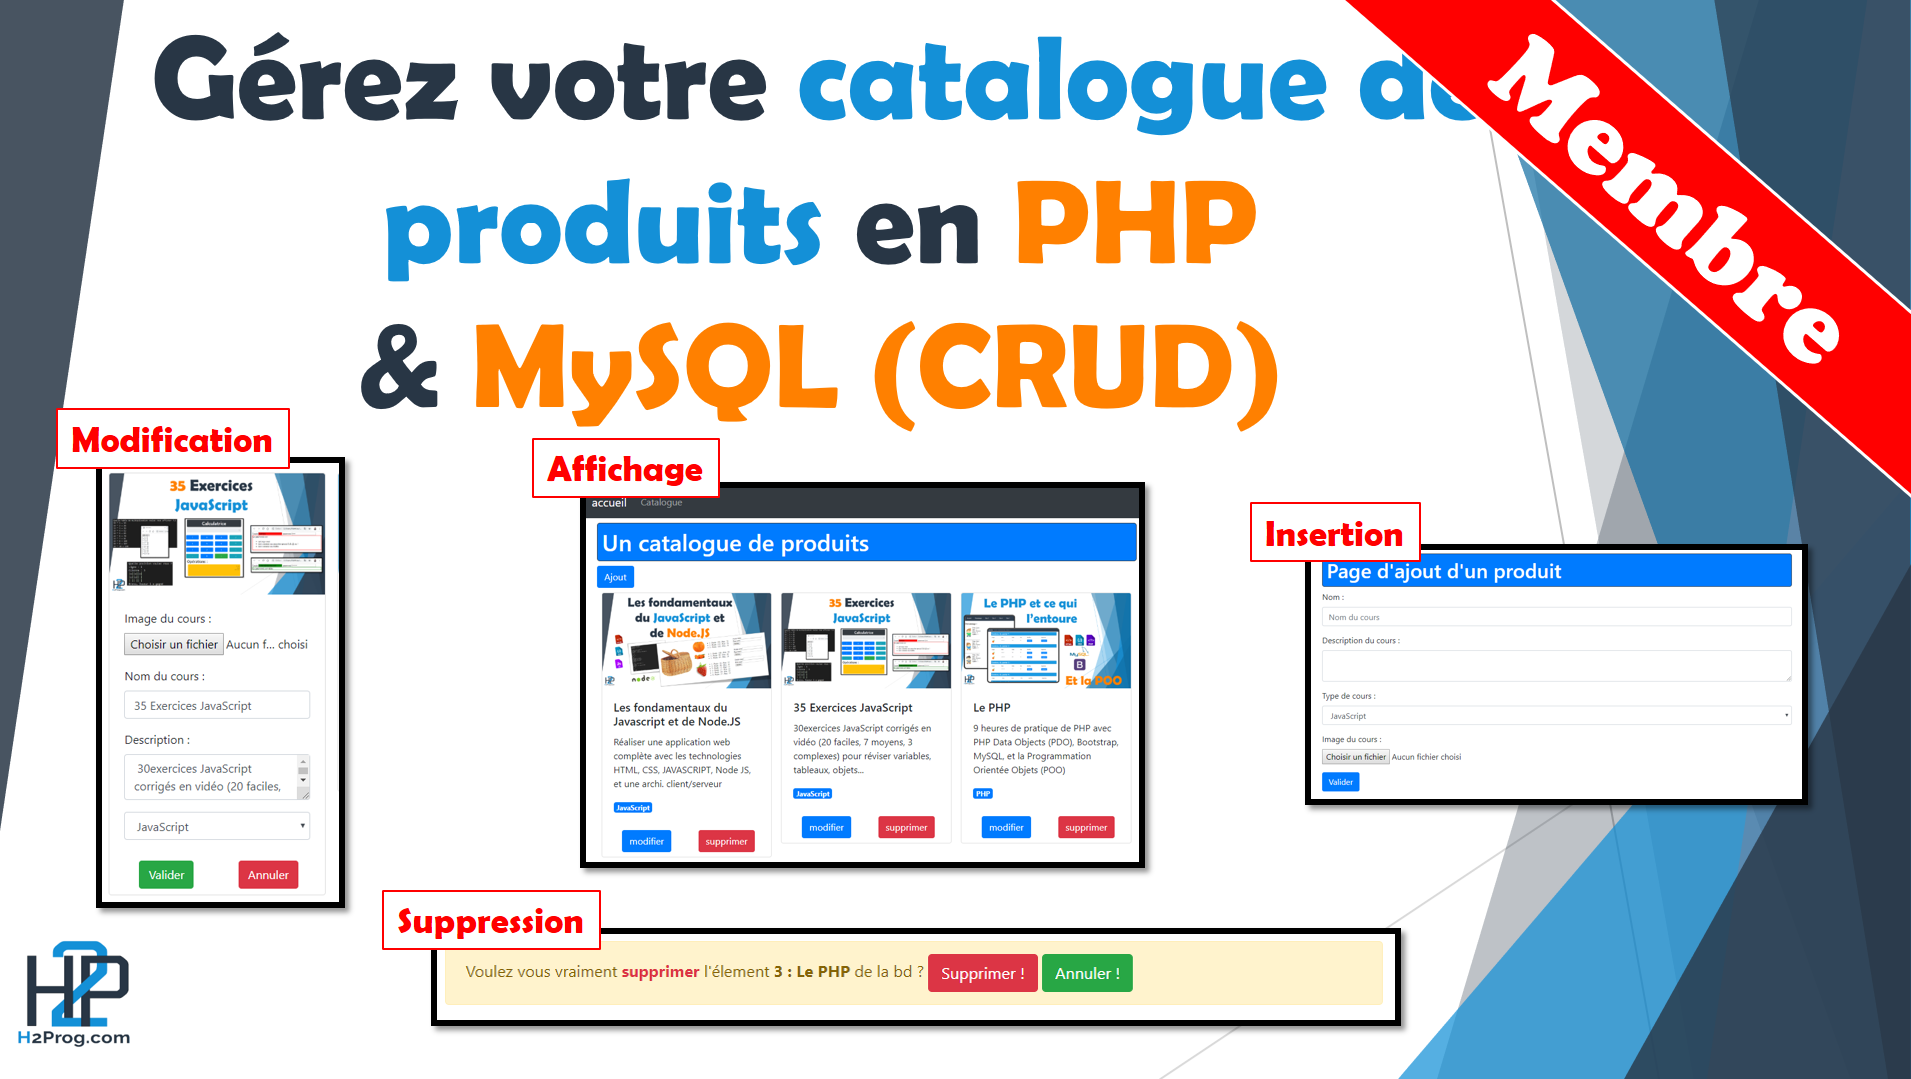 Gérez votre catalogue de
produits en PHP
& MySQL (CRUD)
Membre
Modification
35 Exercices
JavaScript
Calculatrice
Image du cours :
Choisir un fichier Aucun f... choisi
Nom du cours :
35 Exercices JavaScript
Description :
30exercices JavaScript
corrigés en vidéo (20 faciles,
JavaScript
Valider Annuler
Affichage
accueil Catalogue
Un catalogue de produits
Ajout
Les fondamentaux
du JavaScript et
de Node.JS
node
Les fondamentaux du
Javascript et de Node.JS
Réaliser une application web
complète avec les technologies
HTML, CSS, JAVASCRIPT, Node JS,
et une archi. client/serveur
JavaScript
modifier supprimer
35 Exercices
JavaScript
Calculatrice
35 Exercices JavaScript
30exercices JavaScript corrigés en
vidéo (20 faciles, 7 moyens, 3
complexes) pour réviser variables,
tableaux, objets...
JavaScript
modifier supprimer
Le PHP et ce qui
l'entoure
MySQL
B
Et la POO
Le PHP
9 heures de pratique de PHP avec
PHP Data Objects (PDO), Bootstrap,
MySQL, et la Programmation
Orientée Objets (POO)
PHP
modifier supprimer
Insertion
Page d'ajout d'un produit
Nom :
Nom du cours
Description du cours :
Type de cours :
JavaScript
Image du cours :
Choisir un fichier Aucun fichier choisi
Valider
Suppression
Voulez vous vraiment supprimer l'élement 3 : Le PHP de la bd ? Supprimer ! Annuler !
H2P
H2Prog.com